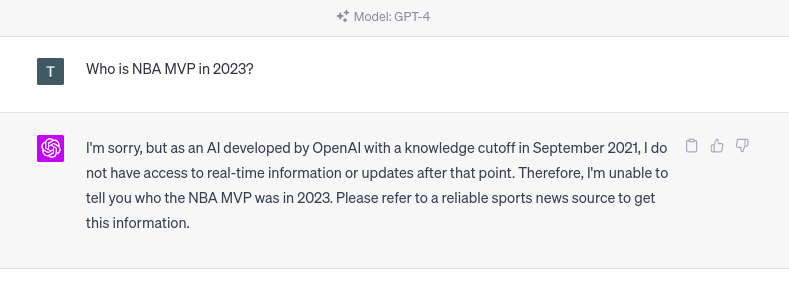 Model: GPT-4
T
Who is NBA MVP in 2023?
I'm sorry, but as an AI developed by OpenAI with a knowledge cutoff in September 2021, I do
not have access to real-time information or updates after that point. Therefore, I'm unable to
tell you who the NBA MVP was in 2023. Please refer to a reliable sports news source to get
this information.